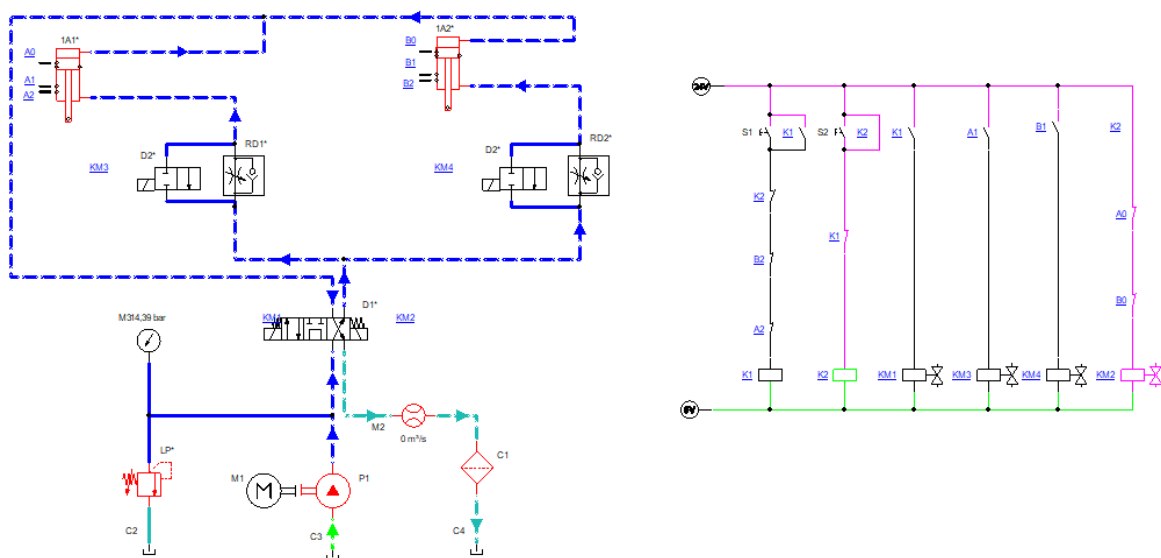 1A1*
A0
A1
A2
1A2*
B0
B1
B2
D2*
RD1*
KM3
D2*
RD2*
KM4
D1*
KM1
KM2
M314,39 bar
M2
0 m³/s
LP*
M1
M
P1
C1
C2
C3
C4
24V
S1
K1
S2
K2
K1
A1
B1
K2
K2
K1
B2
A2
A0
B0
K1
K2
KM1
KM3
KM4
KM2
0V